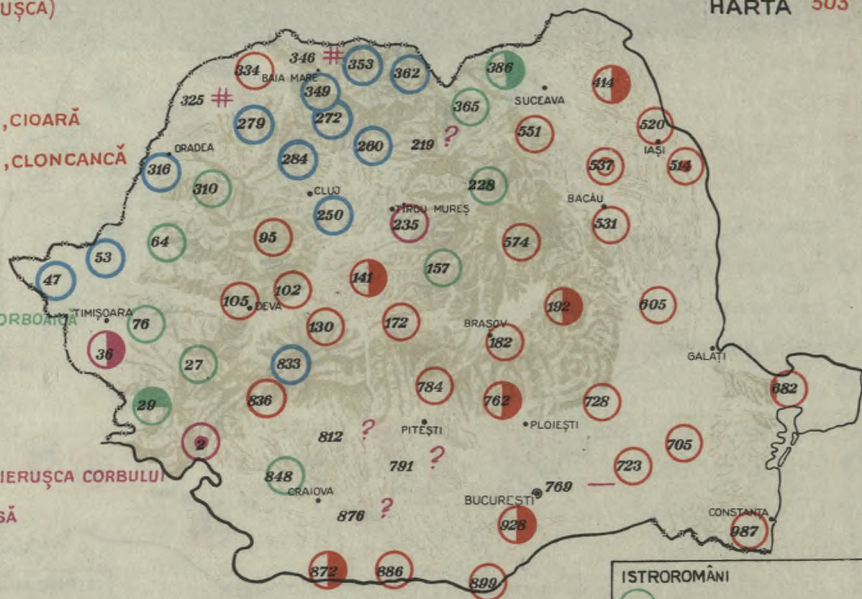 UȘCA)
HARTA 503
346 # 353 362 386
334 BAIA MARE 414
349 SUCEAVA
325 # 365
,CIOARĂ 279 272 551 520
219 ? IAȘI
,CLONCANCĂ ORADEA 284 260 537 514
316
310 CLUJ 228
BACĂU
250 TÎRGU MUREȘ
235 531
64 95 574
53
47 141 157
105 102 192 605
DEVA
ORBOAICĂ TIMIȘOARA 76 130 172 BRAȘOV
36 182 GALAȚI
27 833
784 682
29 836 762 728
2 812 ? PITEȘTI PLOIEȘTI
705
IERUȘCA CORBULUI 848 791 ? 723
CRAIOVA BUCUREȘTI 769 —
SĂ 876 ? CONSTANȚA
928 987
872 886 899
ISTROROMÂNI